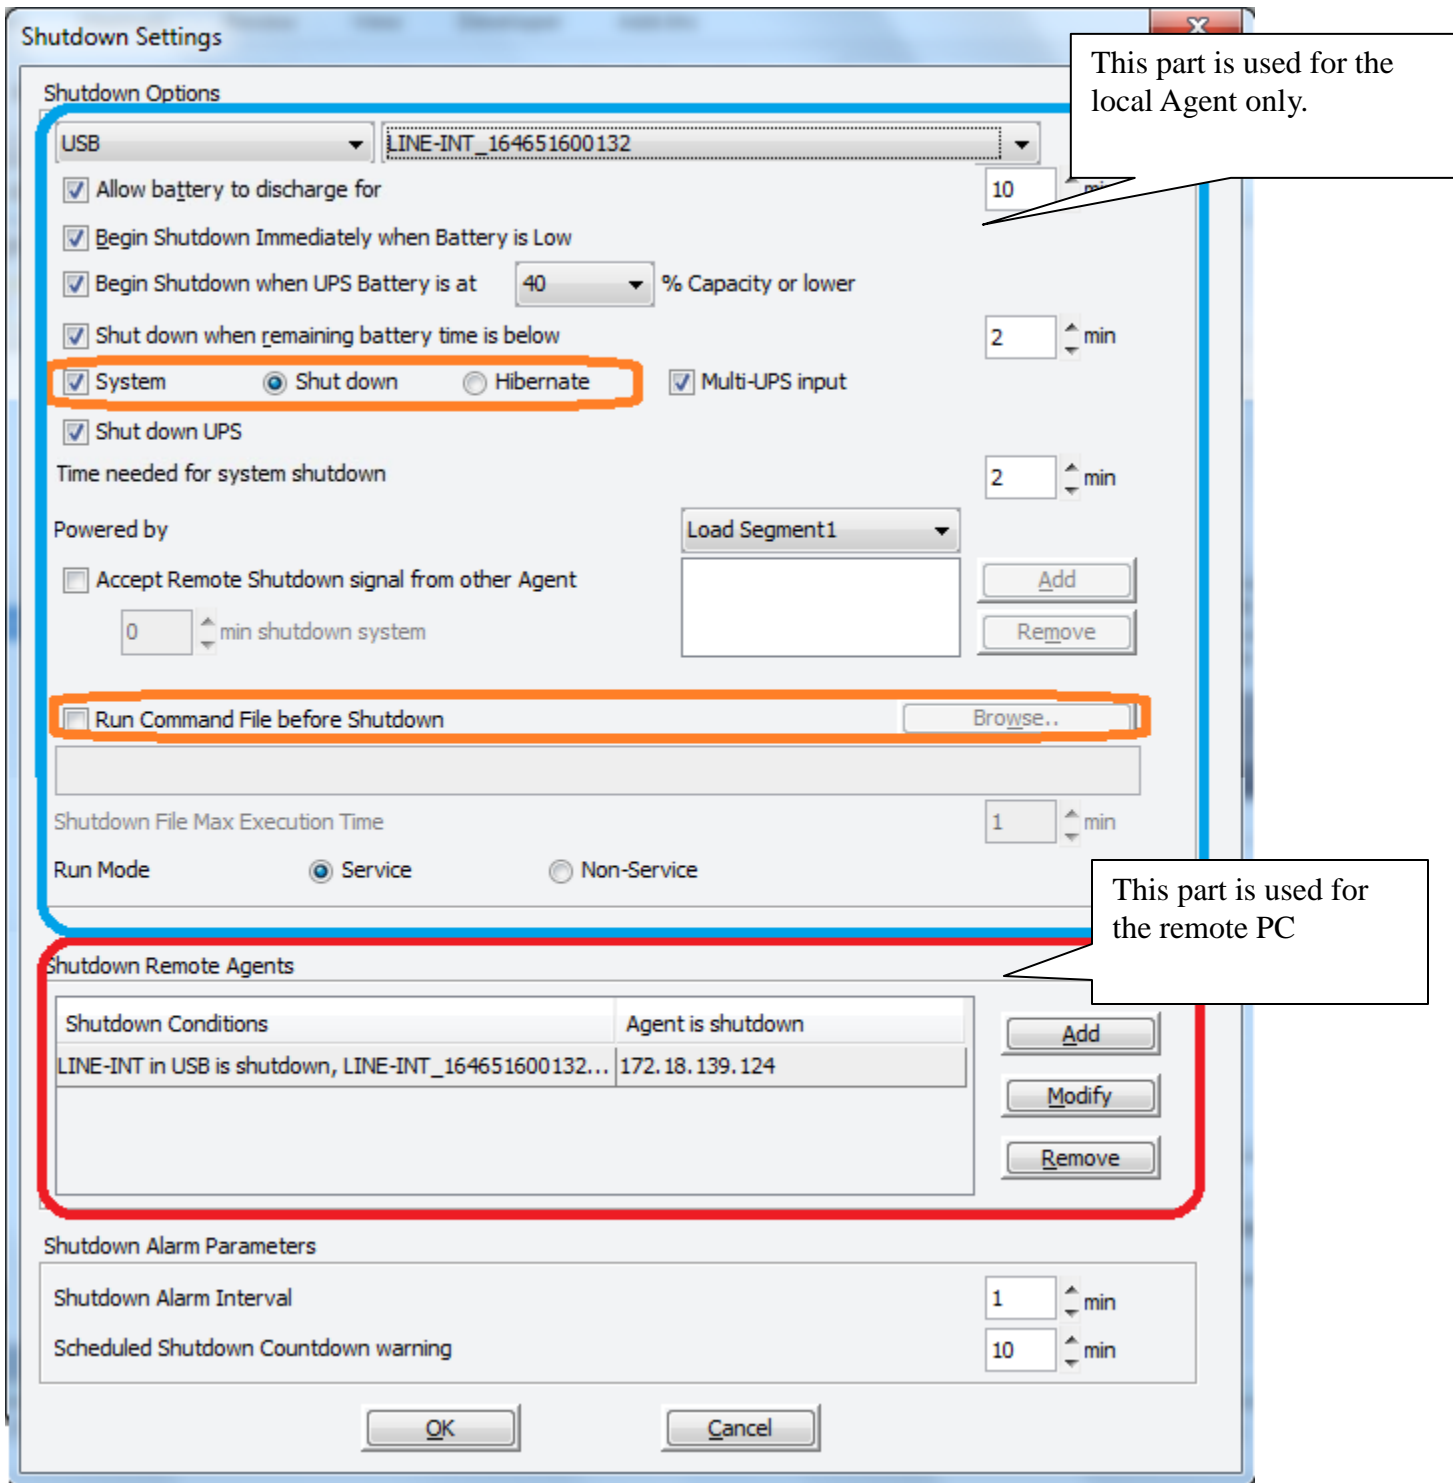 Shutdown Settings
This part is used for the
local Agent only.
Shutdown Options
USB
LINE-INT_164651600132
Allow battery to discharge for
10
Begin Shutdown Immediately when Battery is Low
Begin Shutdown when UPS Battery is at 40 % Capacity or lower
Shut down when remaining battery time is below 2 min
System Shut down Hibernate Multi-UPS input
Shut down UPS
Time needed for system shutdown 2 min
Powered by Load Segment1
Accept Remote Shutdown signal from other Agent
Add
0 min shutdown system
Remove
Run Command File before Shutdown Browse..
Shutdown File Max Execution Time 1 min
Run Mode Service Non-Service
This part is used for
the remote PC
Shutdown Remote Agents
Shutdown Conditions Agent is shutdown
LINE-INT in USB is shutdown, LINE-INT_164651600132... 172.18.139.124
Add
Modify
Remove
Shutdown Alarm Parameters
Shutdown Alarm Interval 1 min
Scheduled Shutdown Countdown warning 10 min
OK Cancel